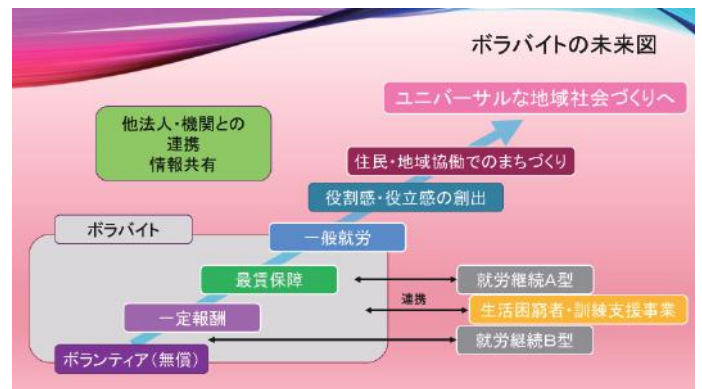 ボラバイトの未来図
ユニバーサルな地域社会づくりへ
他法人・機関との
連携
情報共有
住民・地域協働でのまちづくり
役割感・役立感の創出
ボラバイト
一般就労
最賃保障
就労継続A型
連携
一定報酬
生活困窮者・訓練支援事業
ボランティア(無償)
就労継続B型